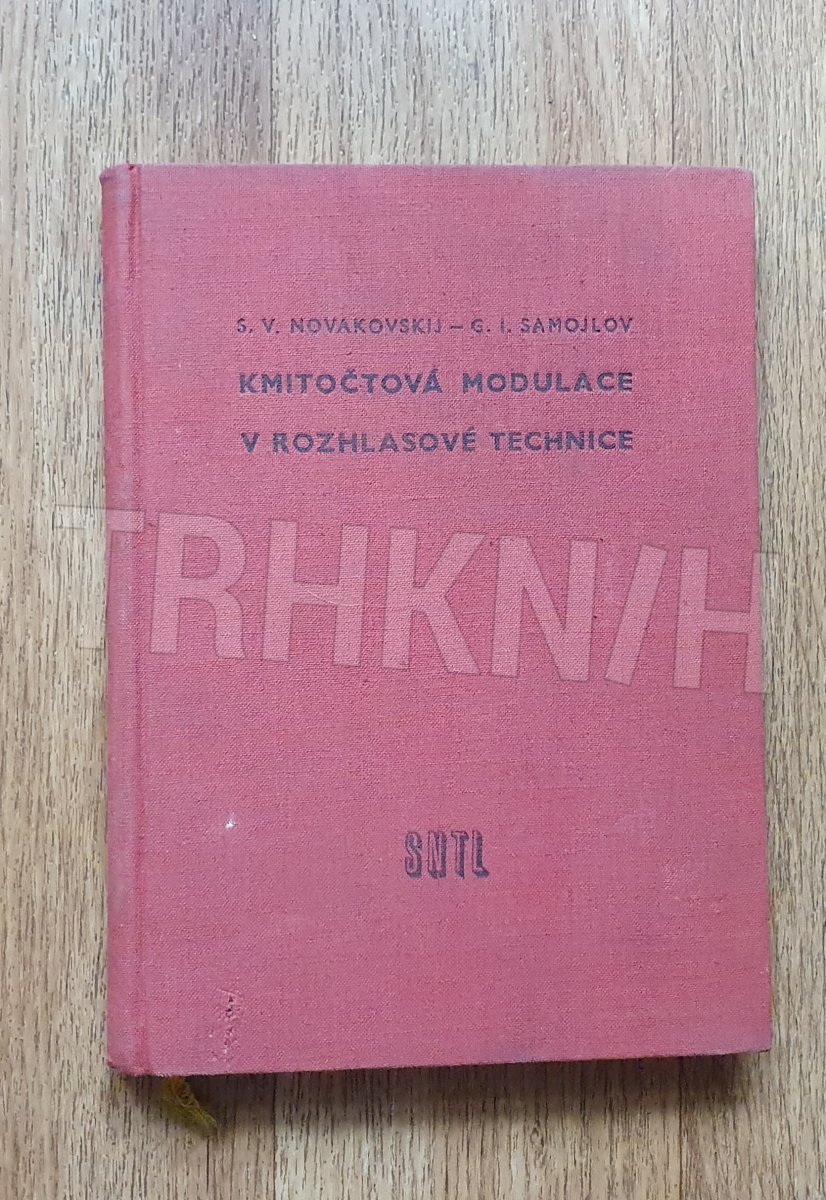 S. V. NOVAKOVSKIJ – G. I. SAMOJLOV
KMITOČTOVÁ MODULACE
V ROZHLASOVÉ TECHNICE
TRHKNIH
SNTL